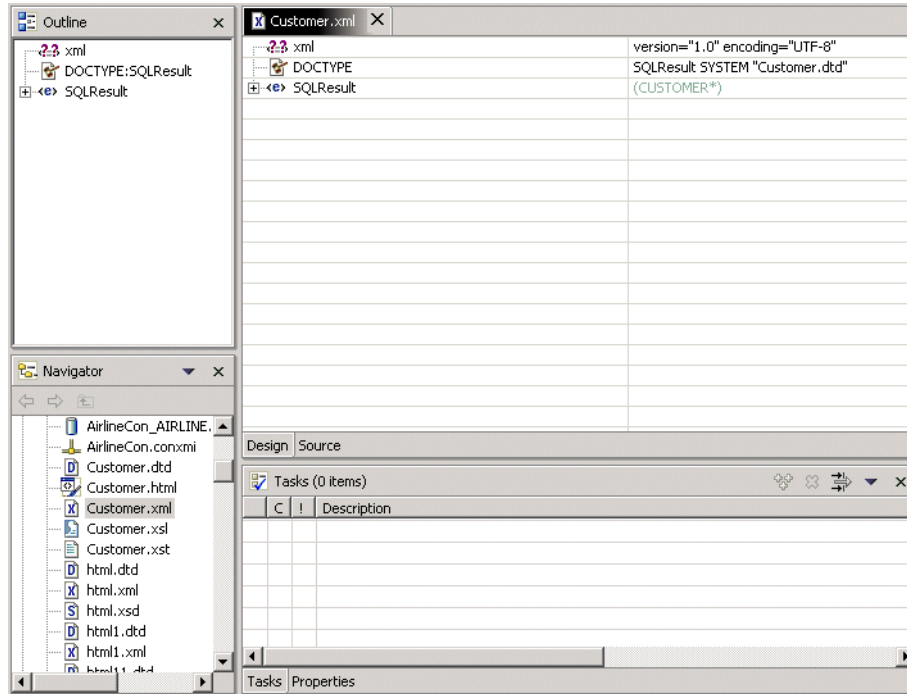 Outline
?-? xml
DOCTYPE:SQLResult
<e> SQLResult
Navigator
AirlineCon_AIRLINE.
AirlineCon.conxmi
D Customer.dtd
Customer.html
X Customer.xml
Customer.xsl
Customer.xst
D html.dtd
X html.xml
S html.xsd
D html1.dtd
X html1.xml
D html11.dtd
X Customer.xml
?-? xml version="1.0" encoding="UTF-8"
DOCTYPE SQLResult SYSTEM "Customer.dtd"
<e> SQLResult (CUSTOMER*)
Design Source
Tasks (0 items)
C ! Description
Tasks Properties